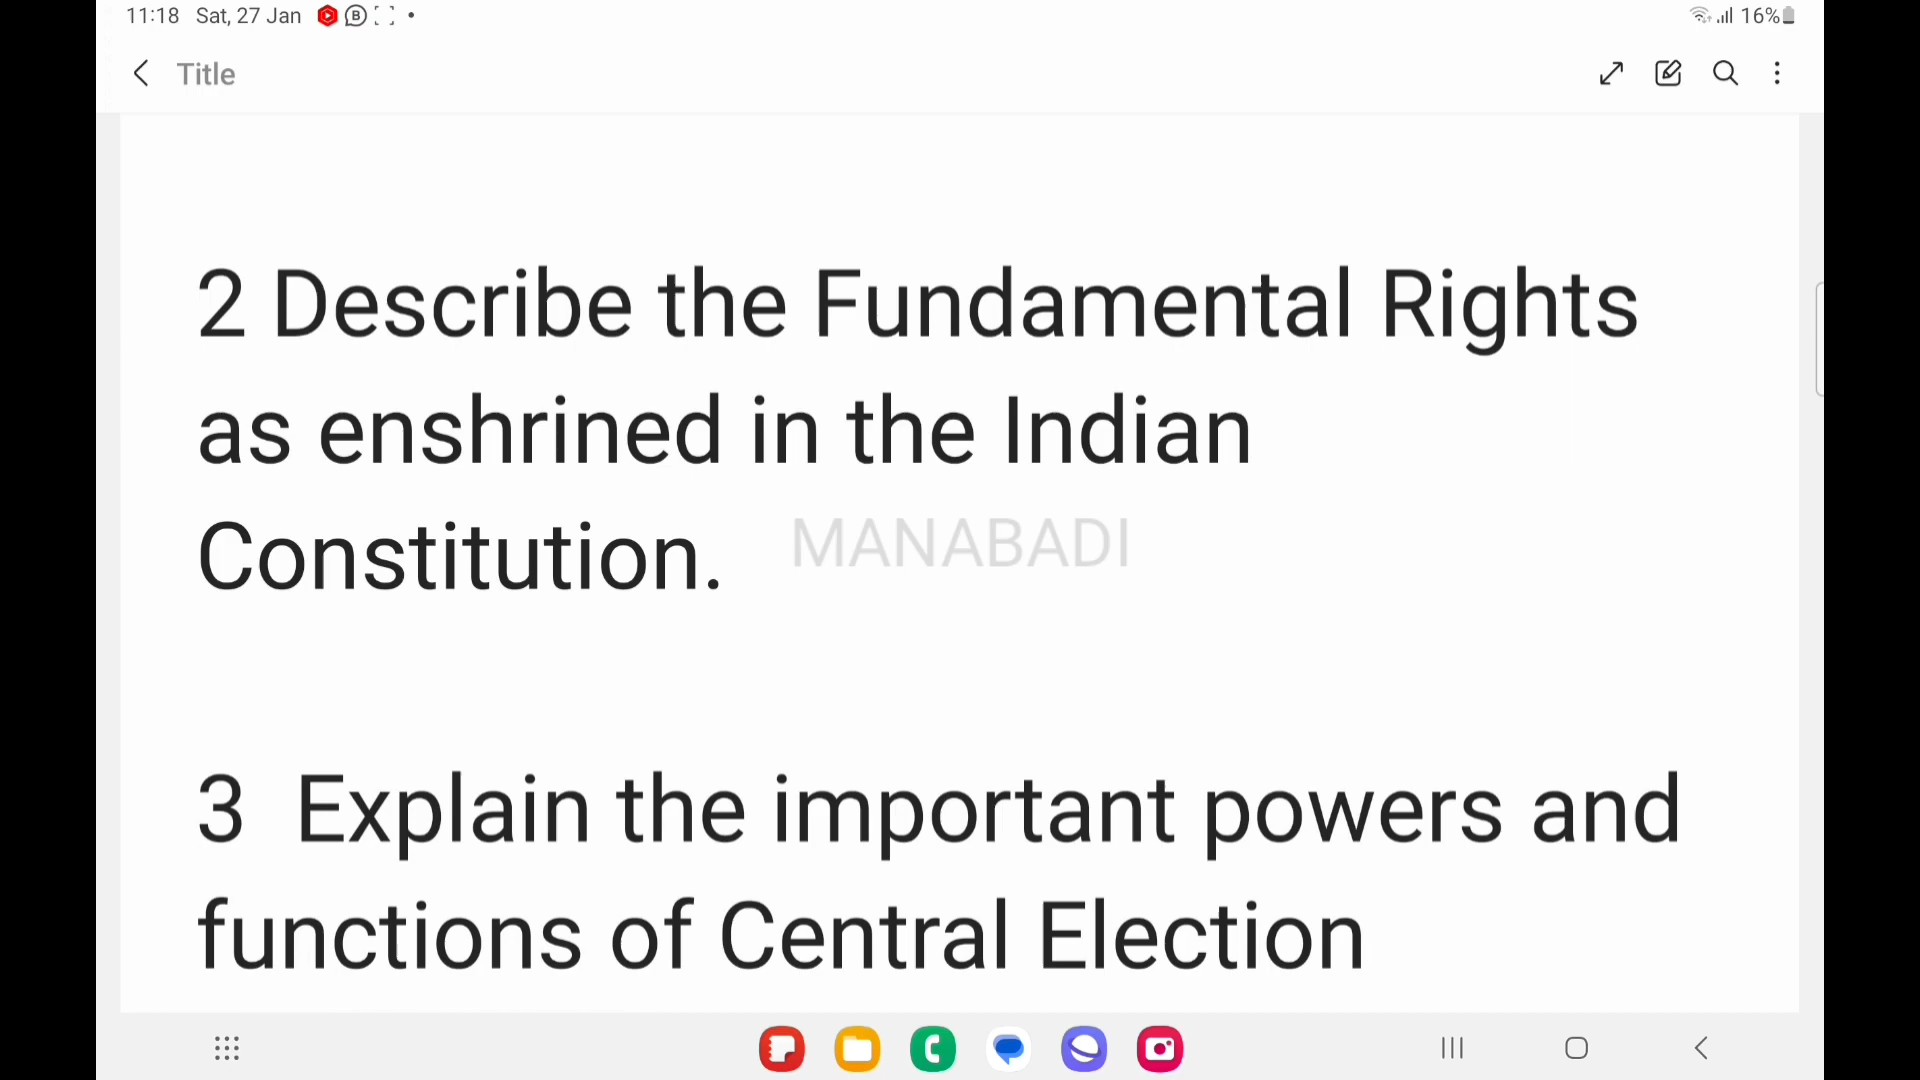 11:18 Sat, 27 Jan
16%
Title
2 Describe the Fundamental Rights
as enshrined in the Indian
Constitution.
MANABADI
3 Explain the important powers and
functions of Central Election